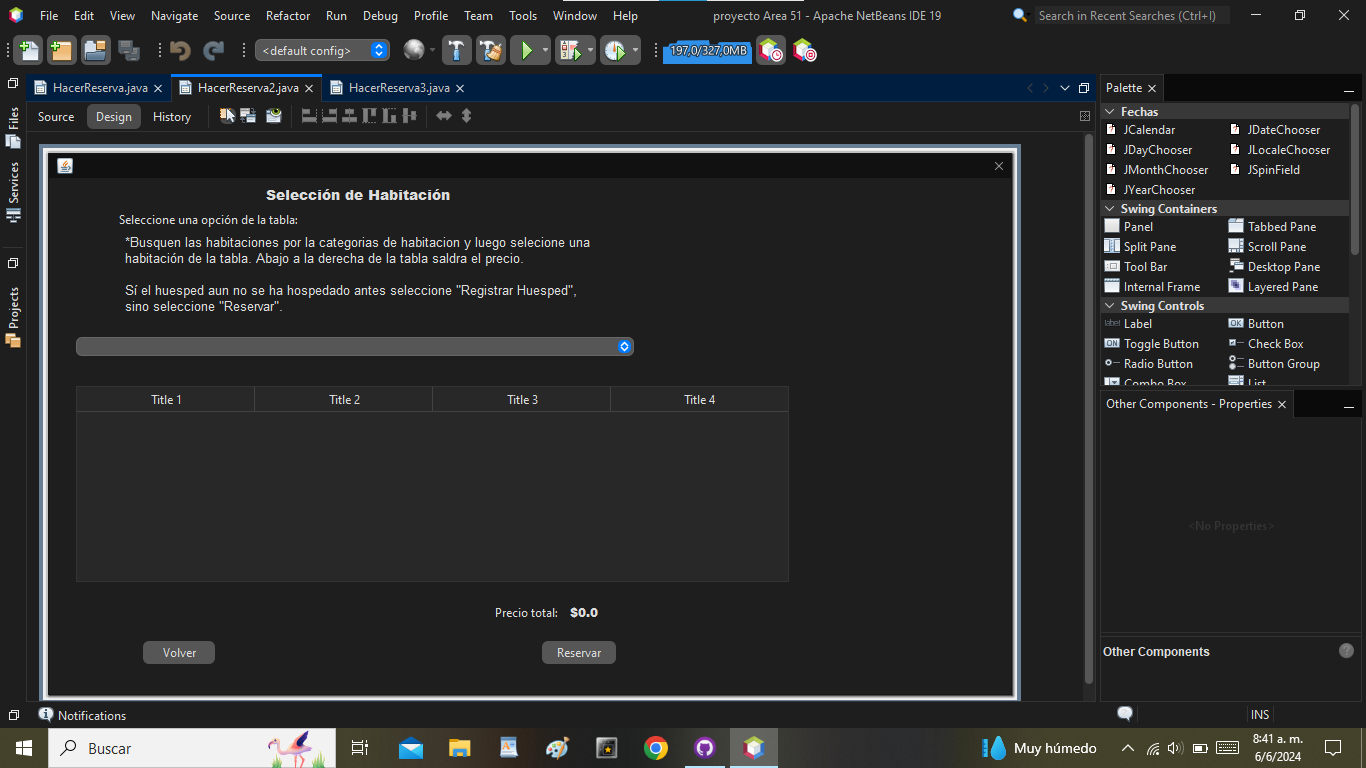 File Edit View Navigate Source Refactor Run Debug Profile Team Tools Window Help
proyecto Area 51 - Apache NetBeans IDE 19
Search in Recent Searches (Ctrl+I)
<default config>
197,0/327,0MB
HacerReserva.java
HacerReserva2.java
HacerReserva3.java
Source Design History
Files
Services
Projects
Selección de Habitación
Seleccione una opción de la tabla:
*Busquen las habitaciones por la categorias de habitacion y luego selecione una
habitación de la tabla. Abajo a la derecha de la tabla saldra el precio.
Sí el huesped aun no se ha hospedado antes seleccione "Registrar Huesped",
sino seleccione "Reservar".
Title 1 Title 2 Title 3 Title 4
Precio total: $0.0
Volver Reservar
Palette
Fechas
JCalendar JDateChooser
JDayChooser JLocaleChooser
JMonthChooser JSpinField
JYearChooser
Swing Containers
Panel Tabbed Pane
Split Pane Scroll Pane
Tool Bar Desktop Pane
Internal Frame Layered Pane
Swing Controls
label Label OK Button
ON Toggle Button Check Box
Radio Button Button Group
Combo Box List
Other Components - Properties
<No Properties>
Other Components
?
Notifications
INS
Buscar
Muy húmedo
8:41 a. m.
6/6/2024